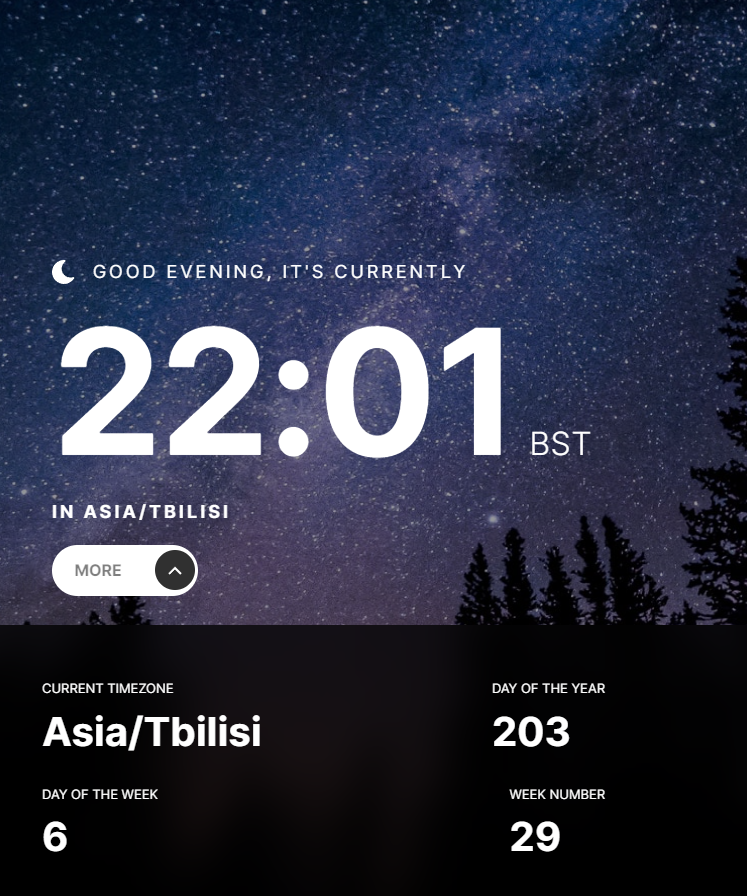 GOOD EVENING, IT'S CURRENTLY
22:01 BST
IN ASIA/TBILISI
MORE
CURRENT TIMEZONE
Asia/Tbilisi
DAY OF THE YEAR
203
DAY OF THE WEEK
6
WEEK NUMBER
29